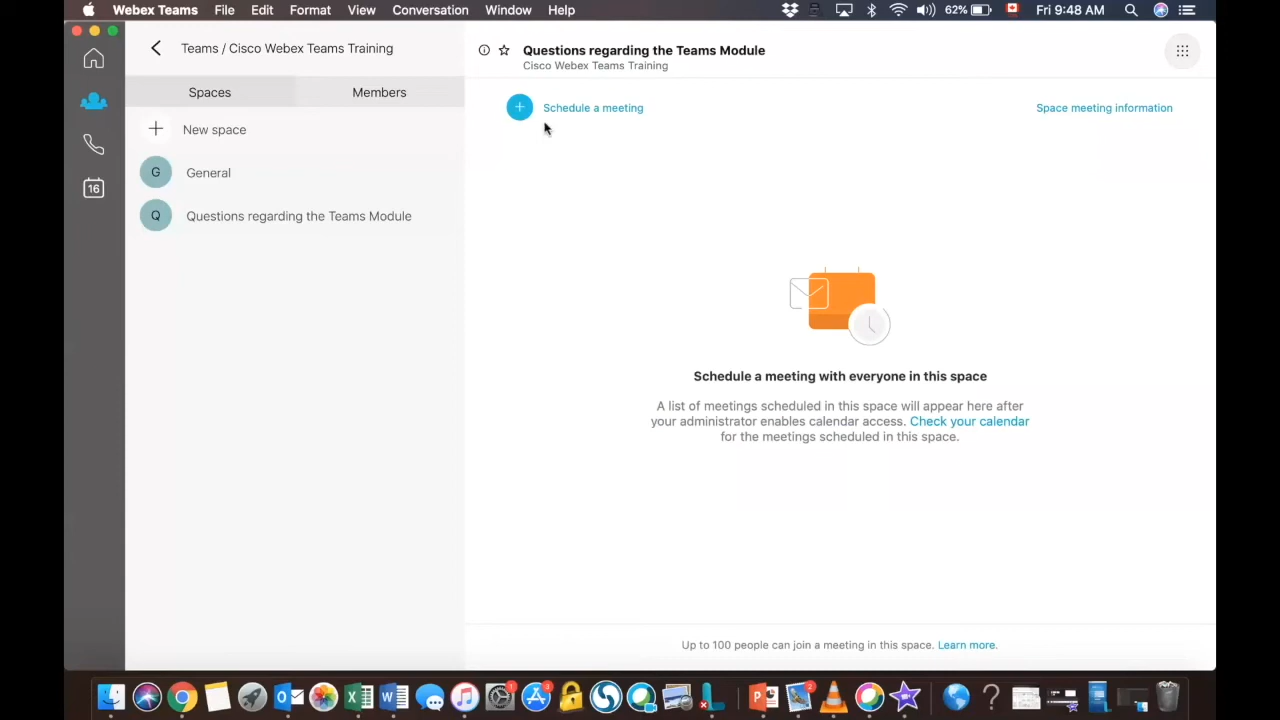 Webex Teams File Edit Format View Conversation Window Help 62% Fri 9:48 AM
Teams / Cisco Webex Teams Training
Spaces Members
New space
G General
Q Questions regarding the Teams Module
16
Questions regarding the Teams Module
Cisco Webex Teams Training
Schedule a meeting
Space meeting information
Schedule a meeting with everyone in this space
A list of meetings scheduled in this space will appear here after
your administrator enables calendar access. Check your calendar
for the meetings scheduled in this space.
Up to 100 people can join a meeting in this space. Learn more.